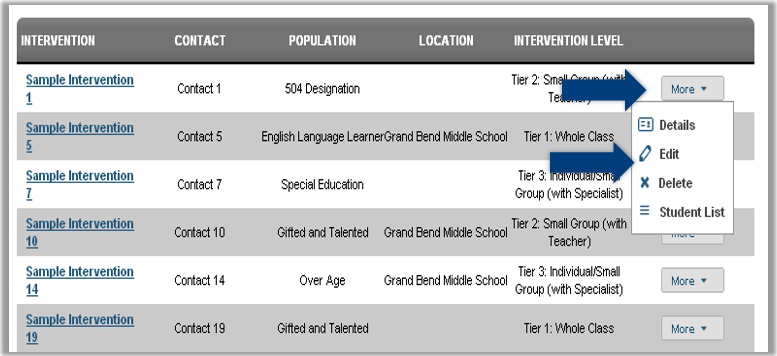 INTERVENTION CONTACT POPULATION LOCATION INTERVENTION LEVEL
Sample Intervention
1
Contact 1 504 Designation
Tier 2: Small Group (with
Teacher)
More
Details
Edit
Delete
Student List
Sample Intervention
5
Contact 5 English Language Learner Grand Bend Middle School Tier 1: Whole Class
Sample Intervention
7
Contact 7 Special Education
Tier 3: Individual/Small
Group (with Specialist)
Sample Intervention
10
Contact 10 Gifted and Talented Grand Bend Middle School
Tier 2: Small Group (with
Teacher)
More
Sample Intervention
14
Contact 14 Over Age Grand Bend Middle School
Tier 3: Individual/Small
Group (with Specialist)
More
Sample Intervention
19
Contact 19 Gifted and Talented Tier 1: Whole Class
More